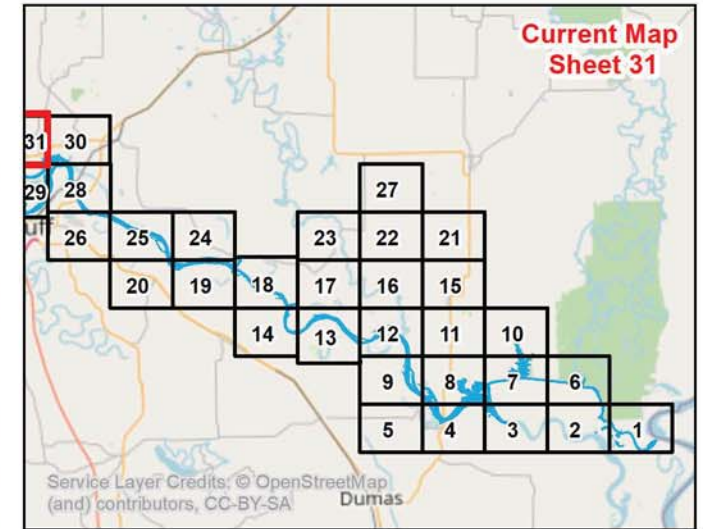 Current Map
Sheet 31
31 30
27
29 28
uff
26 25 24 23 22 21
20 19 18 17 16 15
14 13 12 11 10
9 8 7 6
5 4 3 2 1
Service Layer Credits: © OpenStreetMap
(and) contributors, CC-BY-SA
Dumas